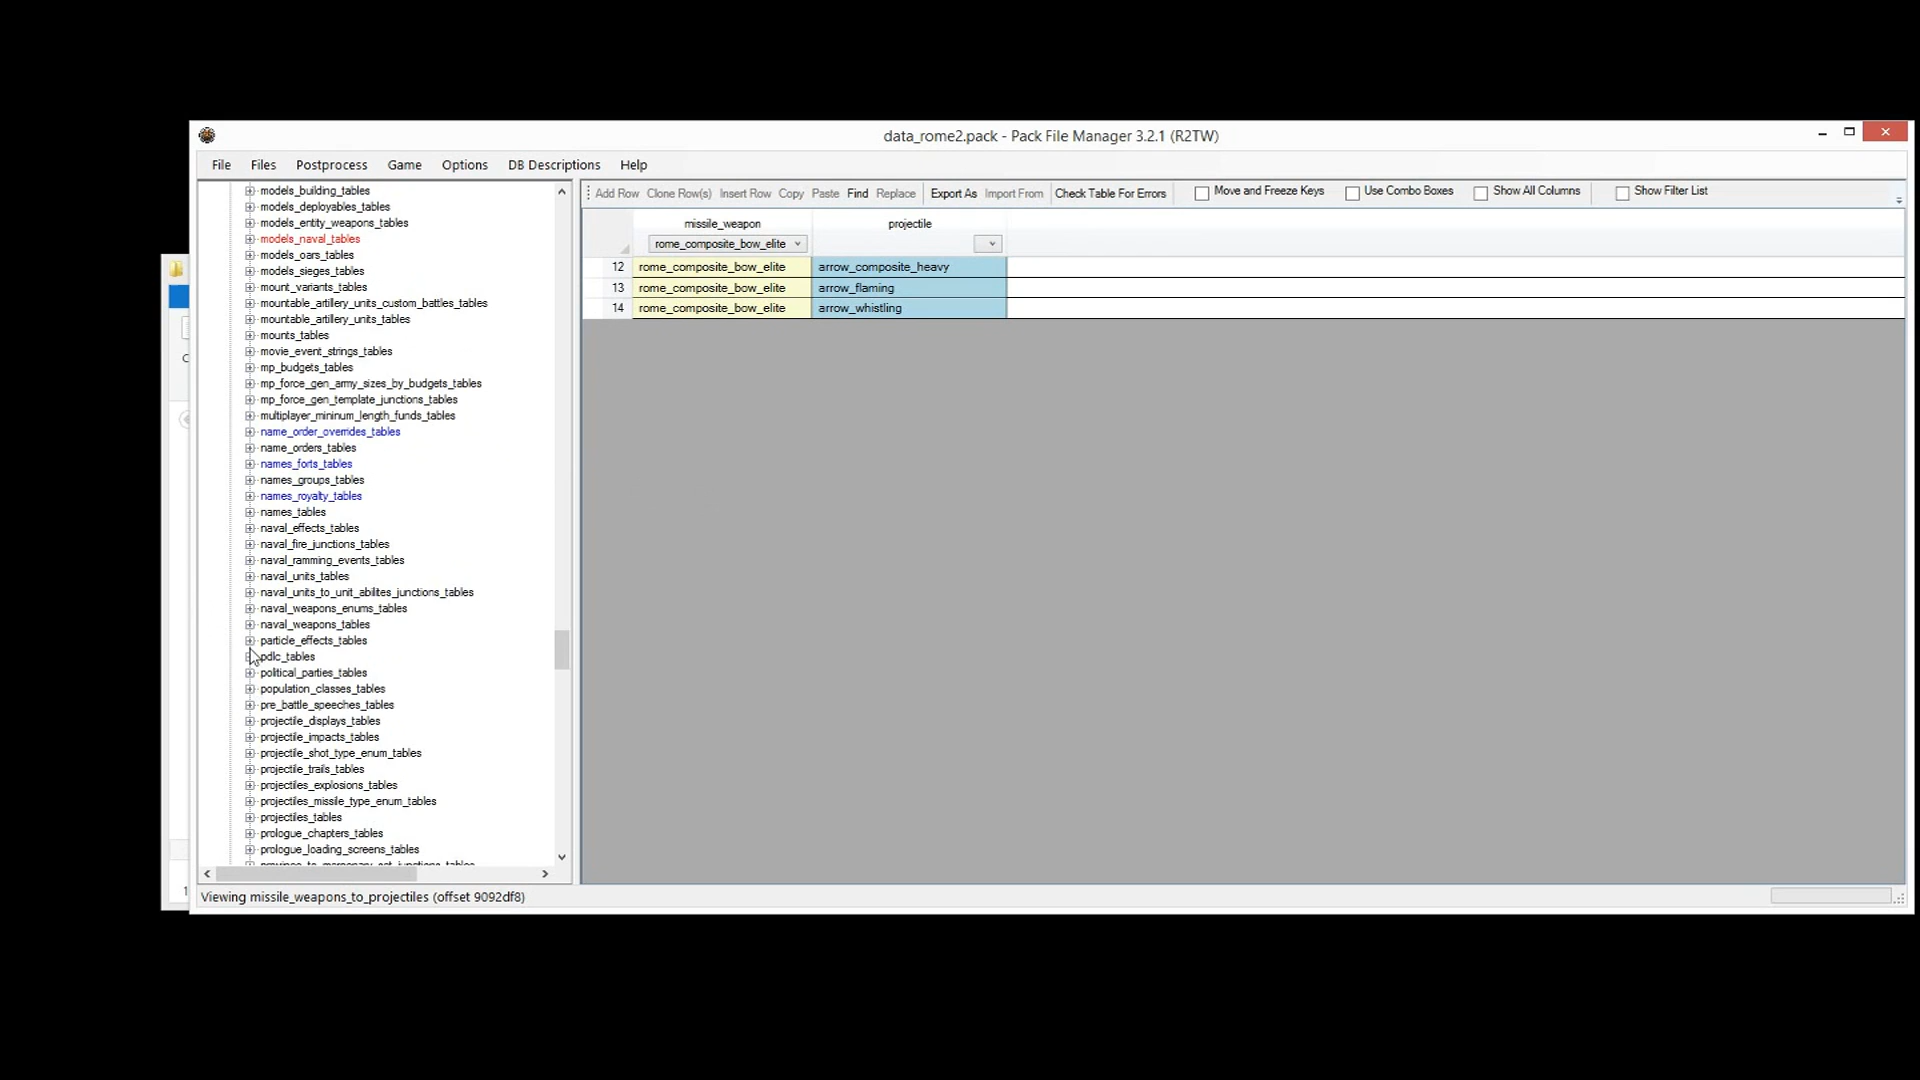 data_rome2.pack - Pack File Manager 3.2.1 (R2TW)
File Files Postprocess Game Options DB Descriptions Help
models_building_tables
models_deployables_tables
models_entity_weapons_tables
models_naval_tables
models_oars_tables
models_sieges_tables
mount_variants_tables
mountable_artillery_units_custom_battles_tables
mountable_artillery_units_tables
mounts_tables
movie_event_strings_tables
mp_budgets_tables
mp_force_gen_army_sizes_by_budgets_tables
mp_force_gen_template_junctions_tables
multiplayer_mininum_length_funds_tables
name_order_overrides_tables
name_orders_tables
names_forts_tables
names_groups_tables
names_royalty_tables
names_tables
naval_effects_tables
naval_fire_junctions_tables
naval_ramming_events_tables
naval_units_tables
naval_units_to_unit_abilites_junctions_tables
naval_weapons_enums_tables
naval_weapons_tables
particle_effects_tables
pdlc_tables
political_parties_tables
population_classes_tables
pre_battle_speeches_tables
projectile_displays_tables
projectile_impacts_tables
projectile_shot_type_enum_tables
projectile_trails_tables
projectiles_explosions_tables
projectiles_missile_type_enum_tables
projectiles_tables
prologue_chapters_tables
prologue_loading_screens_tables
Add Row Clone Row(s) Insert Row Copy Paste Find Replace Export As Import From Check Table For Errors Move and Freeze Keys Use Combo Boxes Show All Columns Show Filter List
missile_weapon projectile
rome_composite_bow_elite
12 rome_composite_bow_elite arrow_composite_heavy
13 rome_composite_bow_elite arrow_flaming
14 rome_composite_bow_elite arrow_whistling
Viewing missile_weapons_to_projectiles (offset 9092df8)